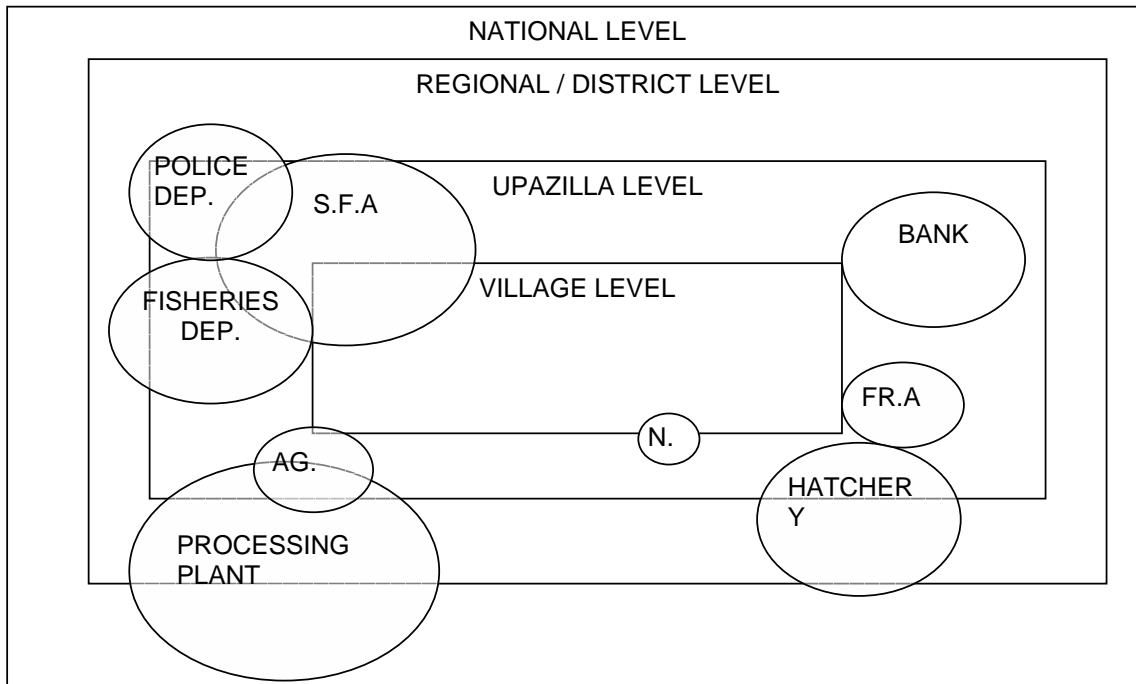 NATIONAL LEVEL
REGIONAL / DISTRICT LEVEL
POLICE
DEP.
S.F.A
UPAZILLA LEVEL
BANK
FISHERIES
DEP.
VILLAGE LEVEL
FR.A
N.
AG.
HATCHER
Y
PROCESSING
PLANT